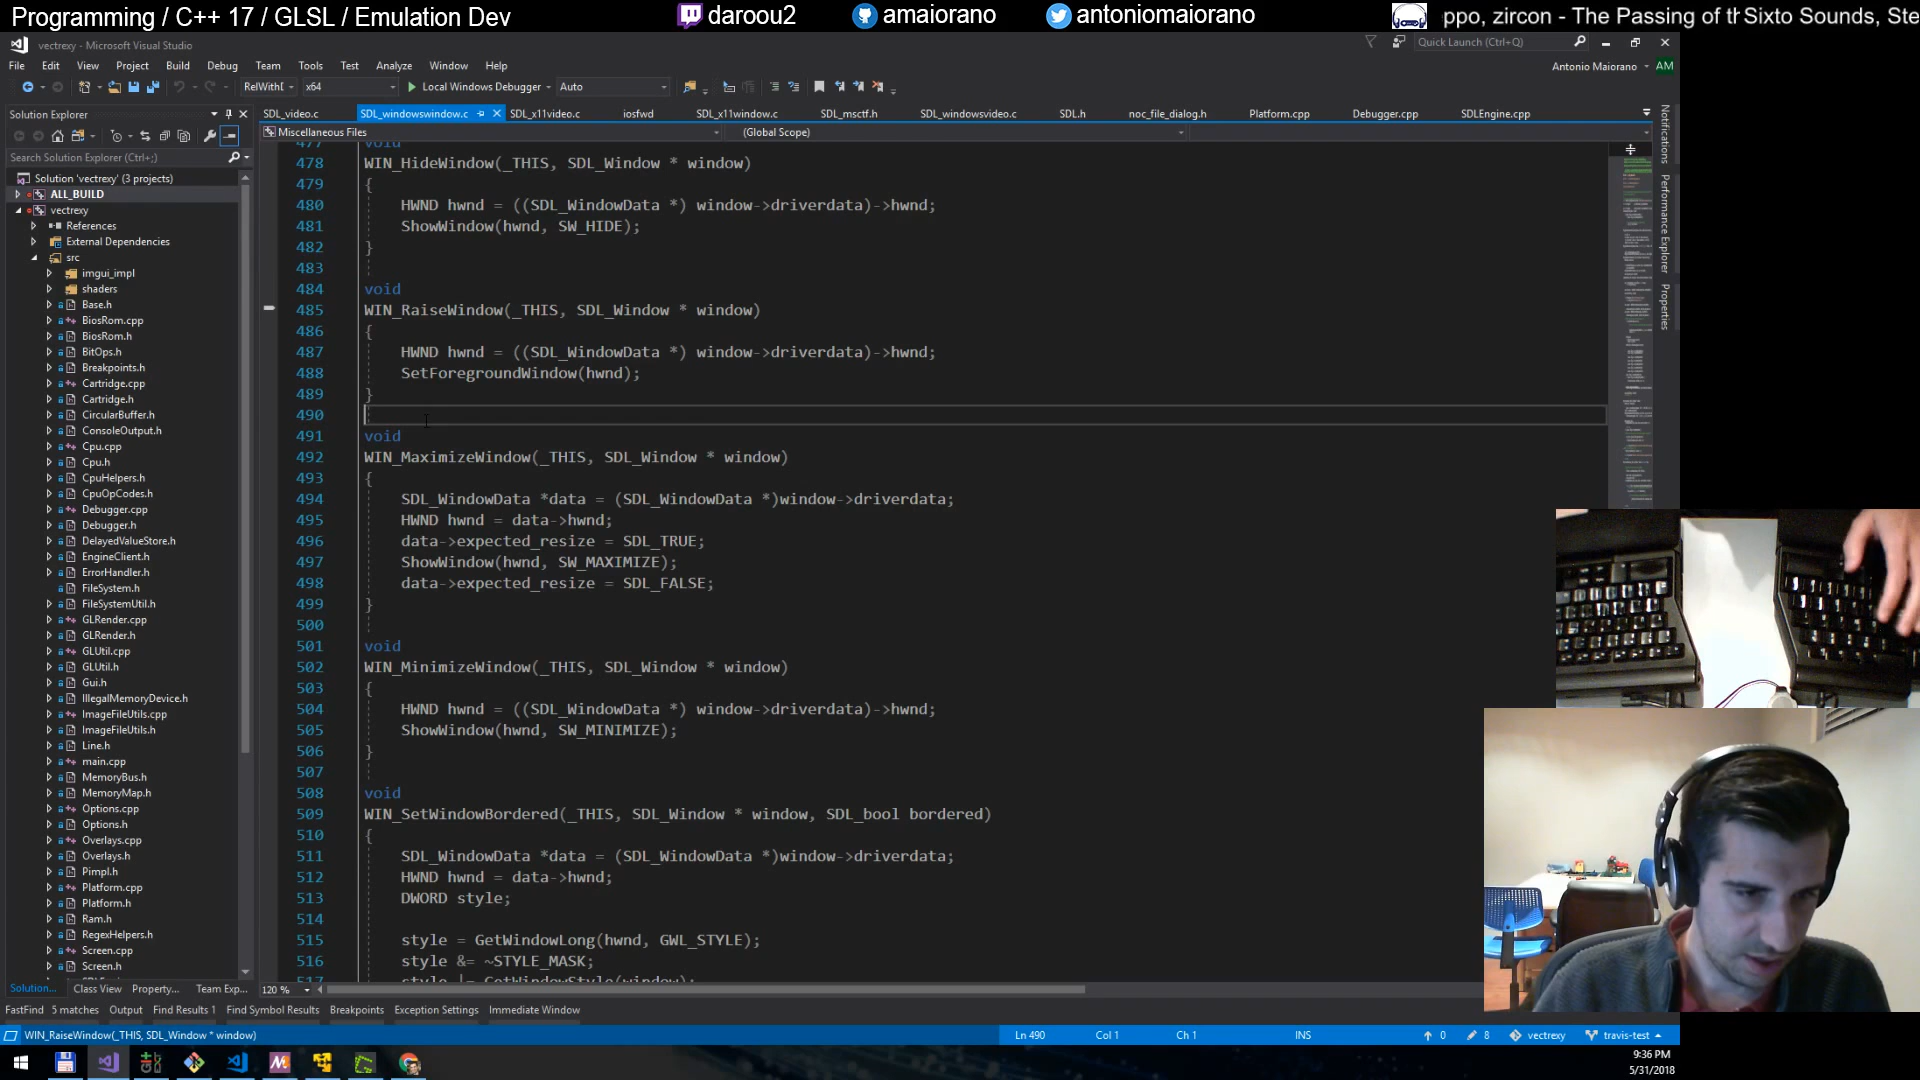 Programming / C++ 17 / GLSL / Emulation Dev
daroou2
amaiorano
antoniomaiorano
ppo, zircon - The Passing of th Sixto Sounds, Ste
vectrexy - Microsoft Visual Studio
Quick Launch (Ctrl+Q)
File Edit View Project Build Debug Team Tools Test Analyze Window Help
Antonio Maiorano AM
RelWithD x64 Local Windows Debugger Auto
Solution Explorer
SDL_video.c SDL_windowswindow.c SDL_x11video.c iosfwd SDL_x11window.c SDL_msctf.h SDL_windowsvideo.c SDL.h noc_file_dialog.h Platform.cpp Debugger.cpp SDLEngine.cpp
Miscellaneous Files (Global Scope)
Search Solution Explorer (Ctrl+;)
Solution 'vectrexy' (3 projects)
ALL_BUILD
vectrexy
References
External Dependencies
src
imgui_impl
shaders
Base.h
BiosRom.cpp
BiosRom.h
BitOps.h
Breakpoints.h
Cartridge.cpp
Cartridge.h
CircularBuffer.h
ConsoleOutput.h
Cpu.cpp
Cpu.h
CpuHelpers.h
CpuOpCodes.h
Debugger.cpp
Debugger.h
DelayedValueStore.h
EngineClient.h
ErrorHandler.h
FileSystem.h
FileSystemUtil.h
GLRender.cpp
GLRender.h
GLUtil.cpp
GLUtil.h
Gui.h
IllegalMemoryDevice.h
ImageFileUtils.cpp
ImageFileUtils.h
Line.h
main.cpp
MemoryBus.h
MemoryMap.h
Options.cpp
Options.h
Overlays.cpp
Overlays.h
Pimpl.h
Platform.cpp
Platform.h
Ram.h
RegexHelpers.h
Screen.cpp
Screen.h
477 void
478 WIN_HideWindow(_THIS, SDL_Window * window)
479 {
480 HWND hwnd = ((SDL_WindowData *) window->driverdata)->hwnd;
481 ShowWindow(hwnd, SW_HIDE);
482 }
483
484 void
485 WIN_RaiseWindow(_THIS, SDL_Window * window)
486 {
487 HWND hwnd = ((SDL_WindowData *) window->driverdata)->hwnd;
488 SetForegroundWindow(hwnd);
489 }
490
491 void
492 WIN_MaximizeWindow(_THIS, SDL_Window * window)
493 {
494 SDL_WindowData *data = (SDL_WindowData *)window->driverdata;
495 HWND hwnd = data->hwnd;
496 data->expected_resize = SDL_TRUE;
497 ShowWindow(hwnd, SW_MAXIMIZE);
498 data->expected_resize = SDL_FALSE;
499 }
500
501 void
502 WIN_MinimizeWindow(_THIS, SDL_Window * window)
503 {
504 HWND hwnd = ((SDL_WindowData *) window->driverdata)->hwnd;
505 ShowWindow(hwnd, SW_MINIMIZE);
506 }
507
508 void
509 WIN_SetWindowBordered(_THIS, SDL_Window * window, SDL_bool bordered)
510 {
511 SDL_WindowData *data = (SDL_WindowData *)window->driverdata;
512 HWND hwnd = data->hwnd;
513 DWORD style;
514
515 style = GetWindowLong(hwnd, GWL_STYLE);
516 style &= ~STYLE_MASK;
517 style |= GetWindowStyle(window);
Notifications
Performance Explorer
Properties
Solution... Class View Property... Team Exp...
120 %
FastFind 5 matches Output Find Results 1 Find Symbol Results Breakpoints Exception Settings Immediate Window
WIN_RaiseWindow(_THIS, SDL_Window * window) Ln 490 Col 1 Ch 1 INS 0 8 vectrexy travis-test
9:36 PM
5/31/2018